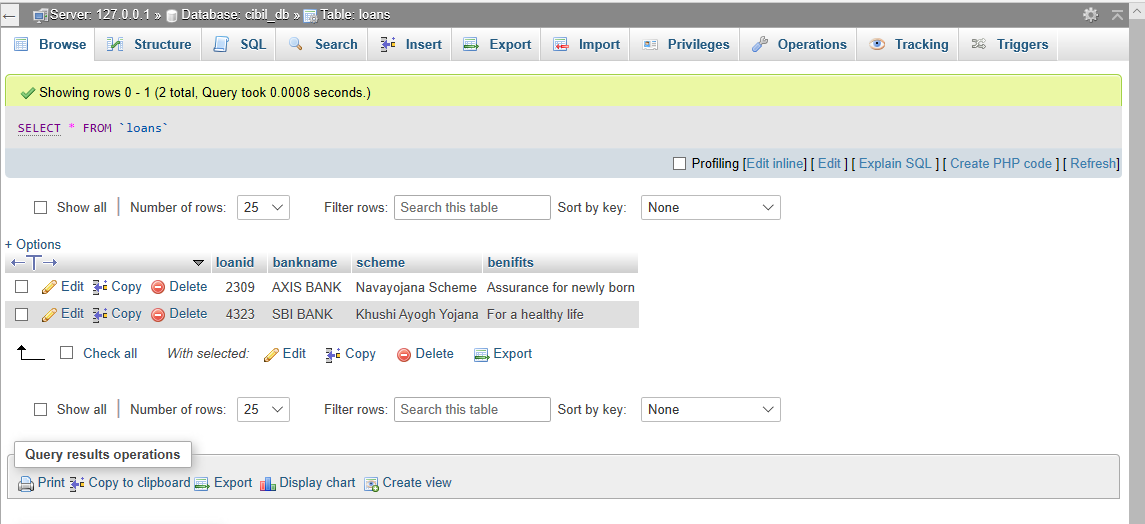 Server: 127.0.0.1 » Database: cibil_db » Table: loans
Browse Structure SQL Search Insert Export Import Privileges Operations Tracking Triggers
Showing rows 0 - 1 (2 total, Query took 0.0008 seconds.)
SELECT * FROM `loans`
Profiling [Edit inline] [ Edit ] [ Explain SQL ] [ Create PHP code ] [ Refresh]
Show all | Number of rows: 25 Filter rows: Search this table Sort by key: None
+ Options
←T→ loanid bankname scheme benifits
Edit Copy Delete 2309 AXIS BANK Navayojana Scheme Assurance for newly born
Edit Copy Delete 4323 SBI BANK Khushi Ayogh Yojana For a healthy life
Check all With selected: Edit Copy Delete Export
Show all | Number of rows: 25 Filter rows: Search this table Sort by key: None
Query results operations
Print Copy to clipboard Export Display chart Create view